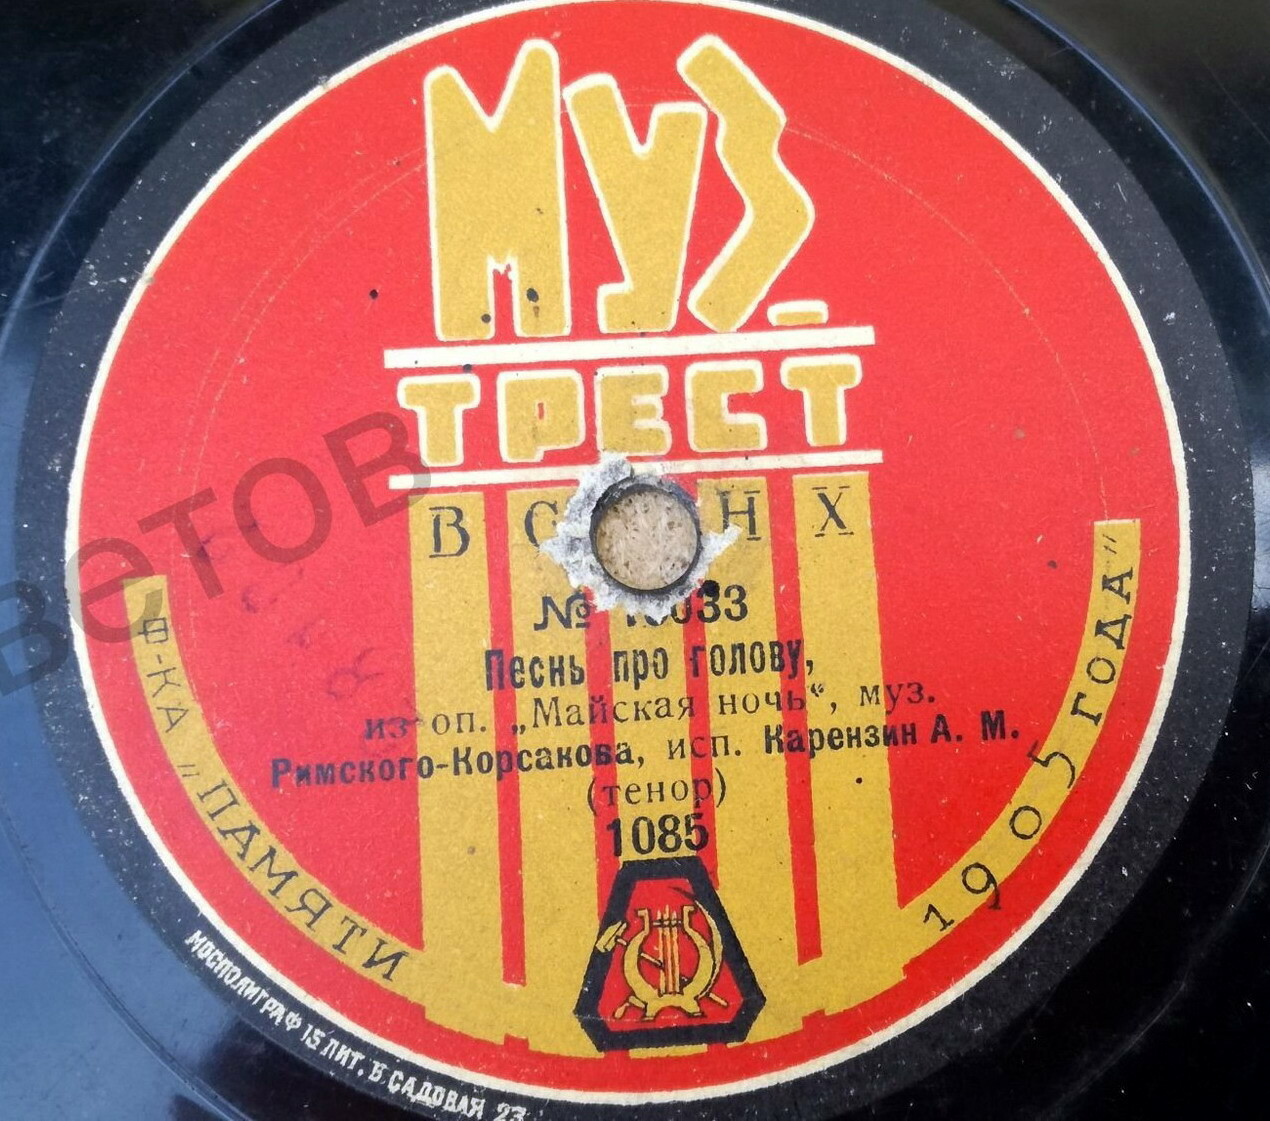 МУЗ-
ТРЕСТ
В С Н Х
№
Песнь про голову,
из оп. „Майская ночь“, муз.
Римского-Корсакова, исп. Карензин А. М.
(тенор)
1085
Ф-КА „ПАМЯТИ 1905 ГОДА“
МОСПОЛИГРАФ 15 ЛИТ. Б. САДОВАЯ 23
ветов